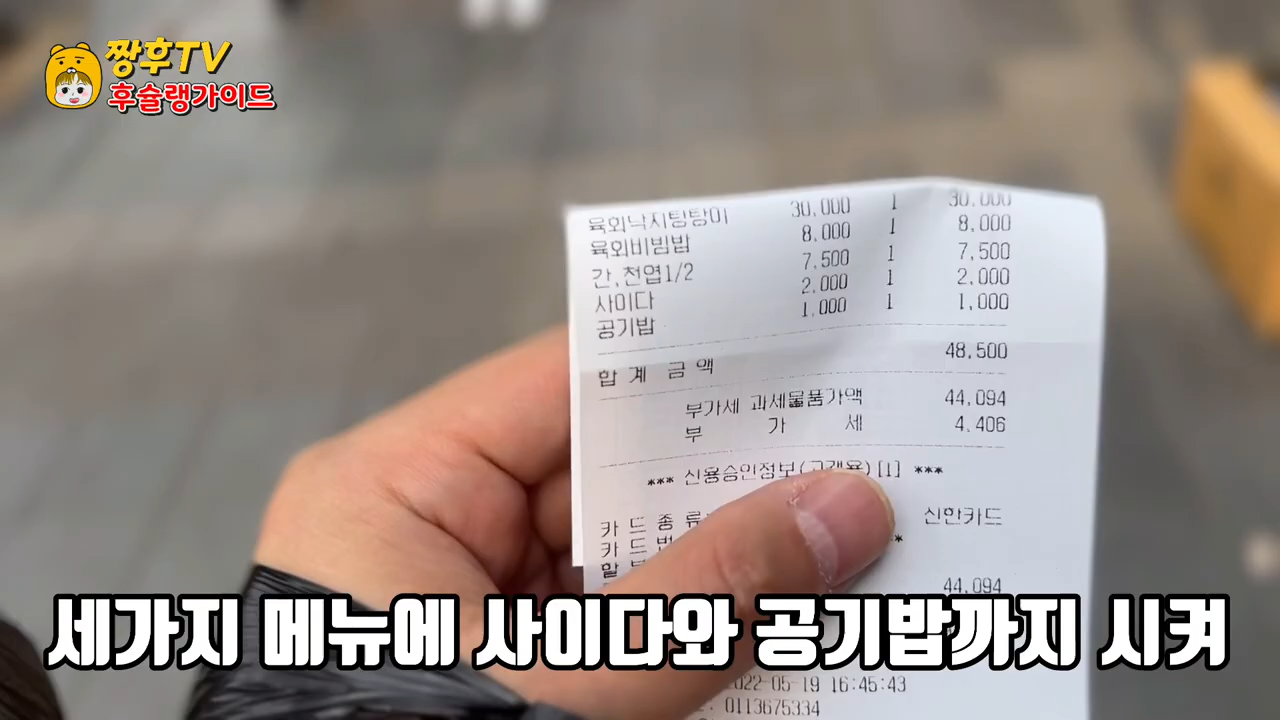 짱후TV
후슐랭가이드
육회낙지탕탕이 30,000 1 30,000
육회비빔밥 8,000 1 8,000
간,천엽1/2 7,500 1 7,500
사이다 2,000 1 2,000
공기밥 1,000 1 1,000
합 계 금 액 48,500
부가세 과세물품가액 44,094
부 가 세 4,406
*** 신용승인정보(고객용)[1] ***
카 드 종 류 신한카드
카 드 번
할 부
44,094
세가지 메뉴에 사이다와 공기밥까지 시켜
2022-05-19 16:45:43
: 0113675334